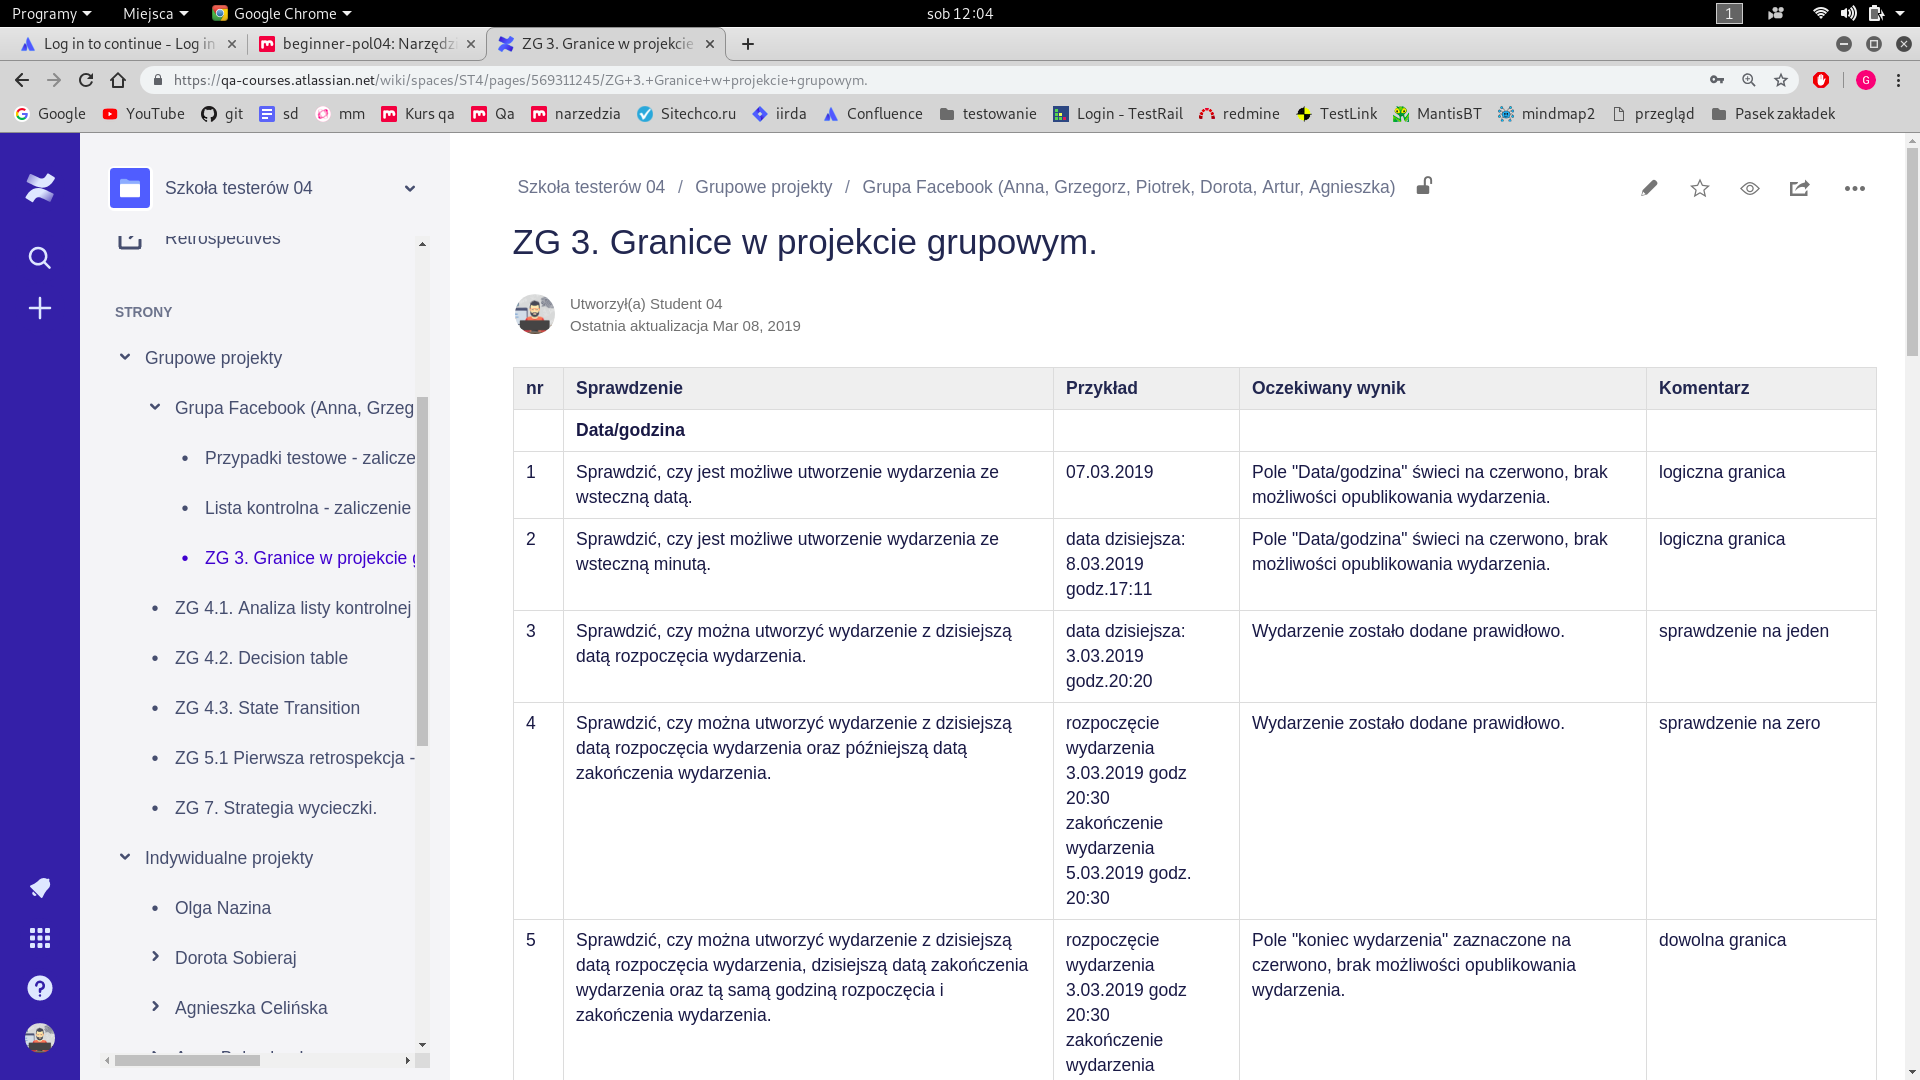 Programy Miejsca Google Chrome sob 12:04 1
Log in to continue - Log in beginner-pol04: Narzędzi ZG 3. Granice w projekcie
https://qa-courses.atlassian.net/wiki/spaces/ST4/pages/569311245/ZG+3.+Granice+w+projekcie+grupowym. G
Google YouTube git sd mm Kurs qa Qa narzedzia Sitechco.ru iirda Confluence testowanie Login - TestRail redmine TestLink MantisBT mindmap2 przegląd Pasek zakładek
Szkoła testerów 04
Retrospectives
STRONY
Grupowe projekty
Grupa Facebook (Anna, Grzeg
Przypadki testowe - zalicze
Lista kontrolna - zaliczenie
ZG 3. Granice w projekcie g
ZG 4.1. Analiza listy kontrolnej
ZG 4.2. Decision table
ZG 4.3. State Transition
ZG 5.1 Pierwsza retrospekcja -
ZG 7. Strategia wycieczki.
Indywidualne projekty
Olga Nazina
Dorota Sobieraj
Agnieszka Celińska
Szkoła testerów 04 / Grupowe projekty / Grupa Facebook (Anna, Grzegorz, Piotrek, Dorota, Artur, Agnieszka)
ZG 3. Granice w projekcie grupowym.
Utworzył(a) Student 04
Ostatnia aktualizacja Mar 08, 2019
nr Sprawdzenie Przykład Oczekiwany wynik Komentarz
Data/godzina
1 Sprawdzić, czy jest możliwe utworzenie wydarzenia ze 07.03.2019 Pole "Data/godzina" świeci na czerwono, brak logiczna granica
wsteczną datą. możliwości opublikowania wydarzenia.
2 Sprawdzić, czy jest możliwe utworzenie wydarzenia ze data dzisiejsza: Pole "Data/godzina" świeci na czerwono, brak logiczna granica
wsteczną minutą. 8.03.2019 możliwości opublikowania wydarzenia.
godz.17:11
3 Sprawdzić, czy można utworzyć wydarzenie z dzisiejszą data dzisiejsza: Wydarzenie zostało dodane prawidłowo. sprawdzenie na jeden
datą rozpoczęcia wydarzenia. 3.03.2019
godz.20:20
4 Sprawdzić, czy można utworzyć wydarzenie z dzisiejszą rozpoczęcie Wydarzenie zostało dodane prawidłowo. sprawdzenie na zero
datą rozpoczęcia wydarzenia oraz późniejszą datą wydarzenia
zakończenia wydarzenia. 3.03.2019 godz
20:30
zakończenie
wydarzenia
5.03.2019 godz.
20:30
5 Sprawdzić, czy można utworzyć wydarzenie z dzisiejszą rozpoczęcie Pole "koniec wydarzenia" zaznaczone na dowolna granica
datą rozpoczęcia wydarzenia, dzisiejszą datą zakończenia wydarzenia czerwono, brak możliwości opublikowania
wydarzenia oraz tą samą godziną rozpoczęcia i 3.03.2019 godz wydarzenia.
zakończenia wydarzenia. 20:30
zakończenie
wydarzenia